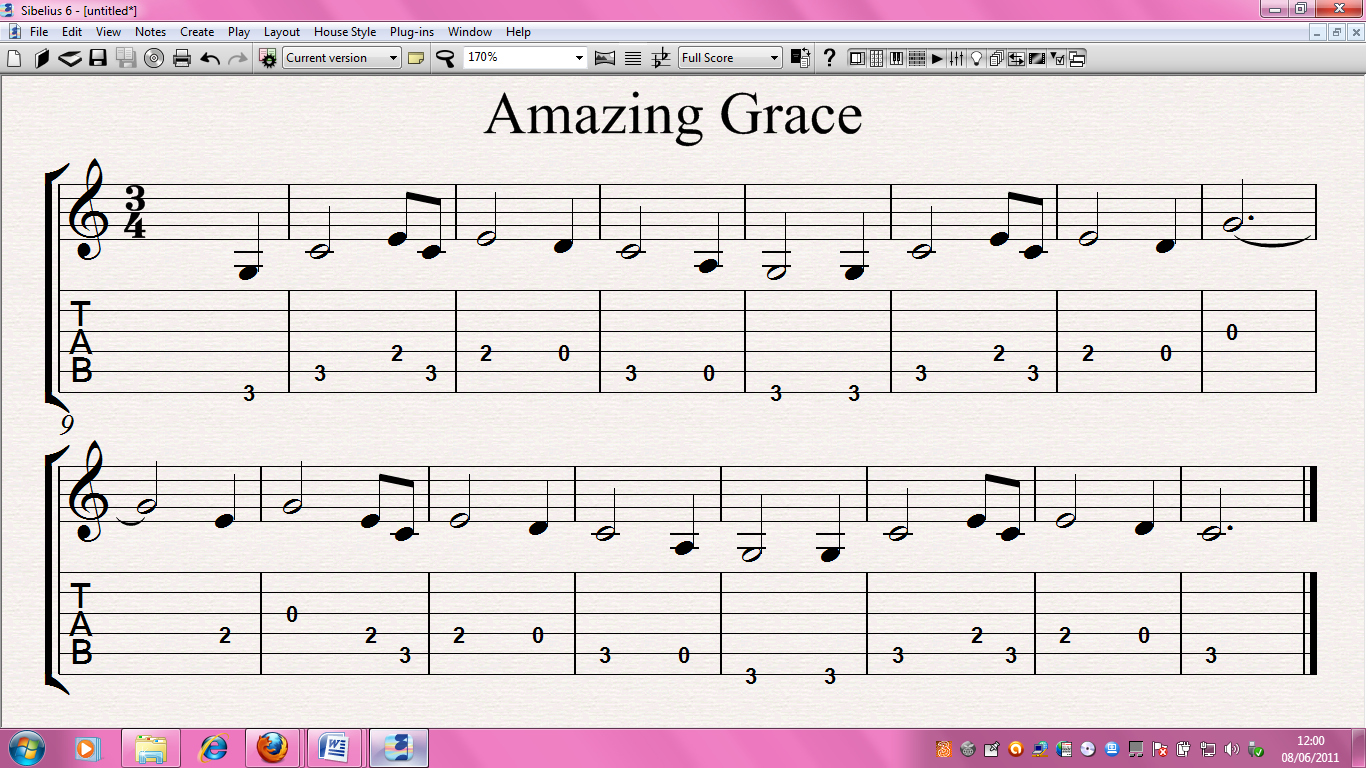 Sibelius 6 - [untitled*]
File Edit View Notes Create Play Layout House Style Plug-ins Window Help
Current version 170% Full Score ?
Amazing Grace
3
4
T
A
B
3 3 2 3 2 0 3 0 3 3 3 2 3 2 0 0
9
T
A
B
2 0 2 3 2 0 3 0 3 3 3 2 3 2 0 3
12:00
08/06/2011